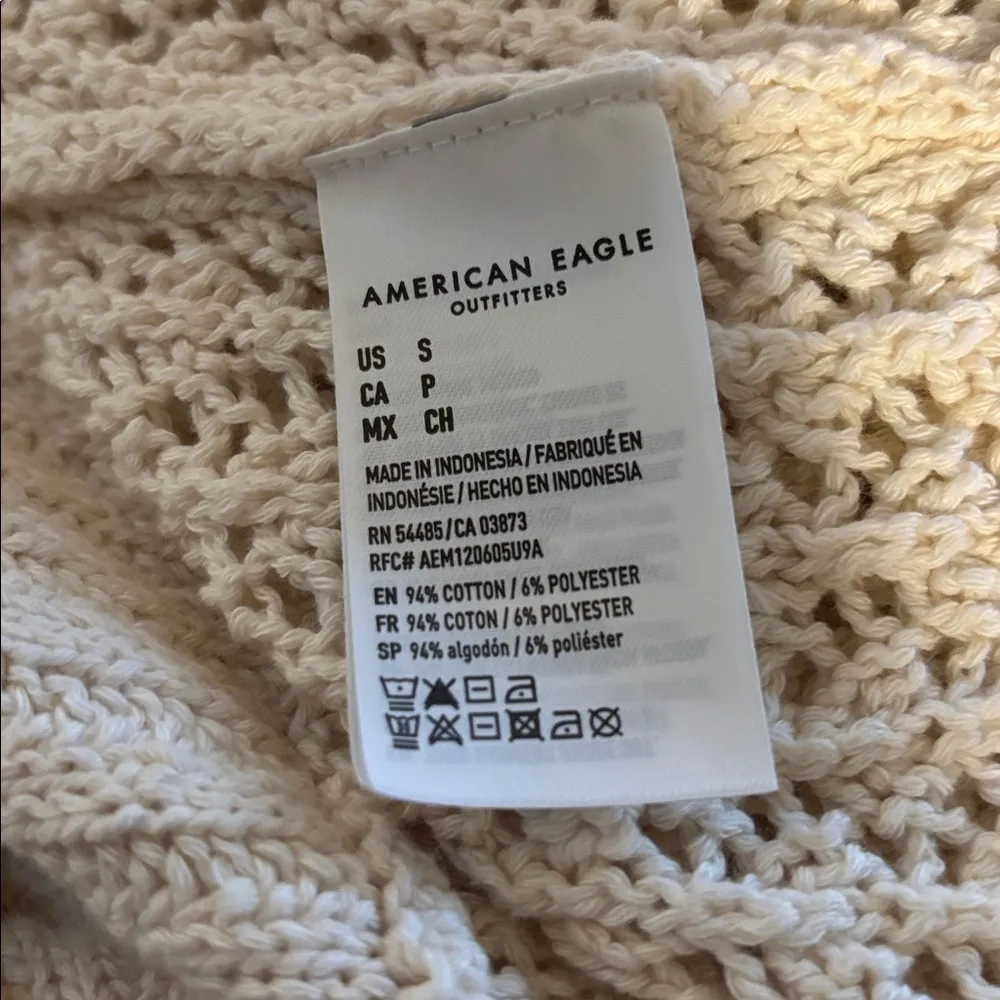 AMERICAN EAGLE
OUTFITTERS
US S
CA P
MX CH
MADE IN INDONESIA / FABRIQUÉ EN
INDONÉSIE / HECHO EN INDONESIA
RN 54485 / CA 03873
RFC# AEM120605U9A
EN 94% COTTON / 6% POLYESTER
FR 94% COTON / 6% POLYESTER
SP 94% algodón / 6% poliéster